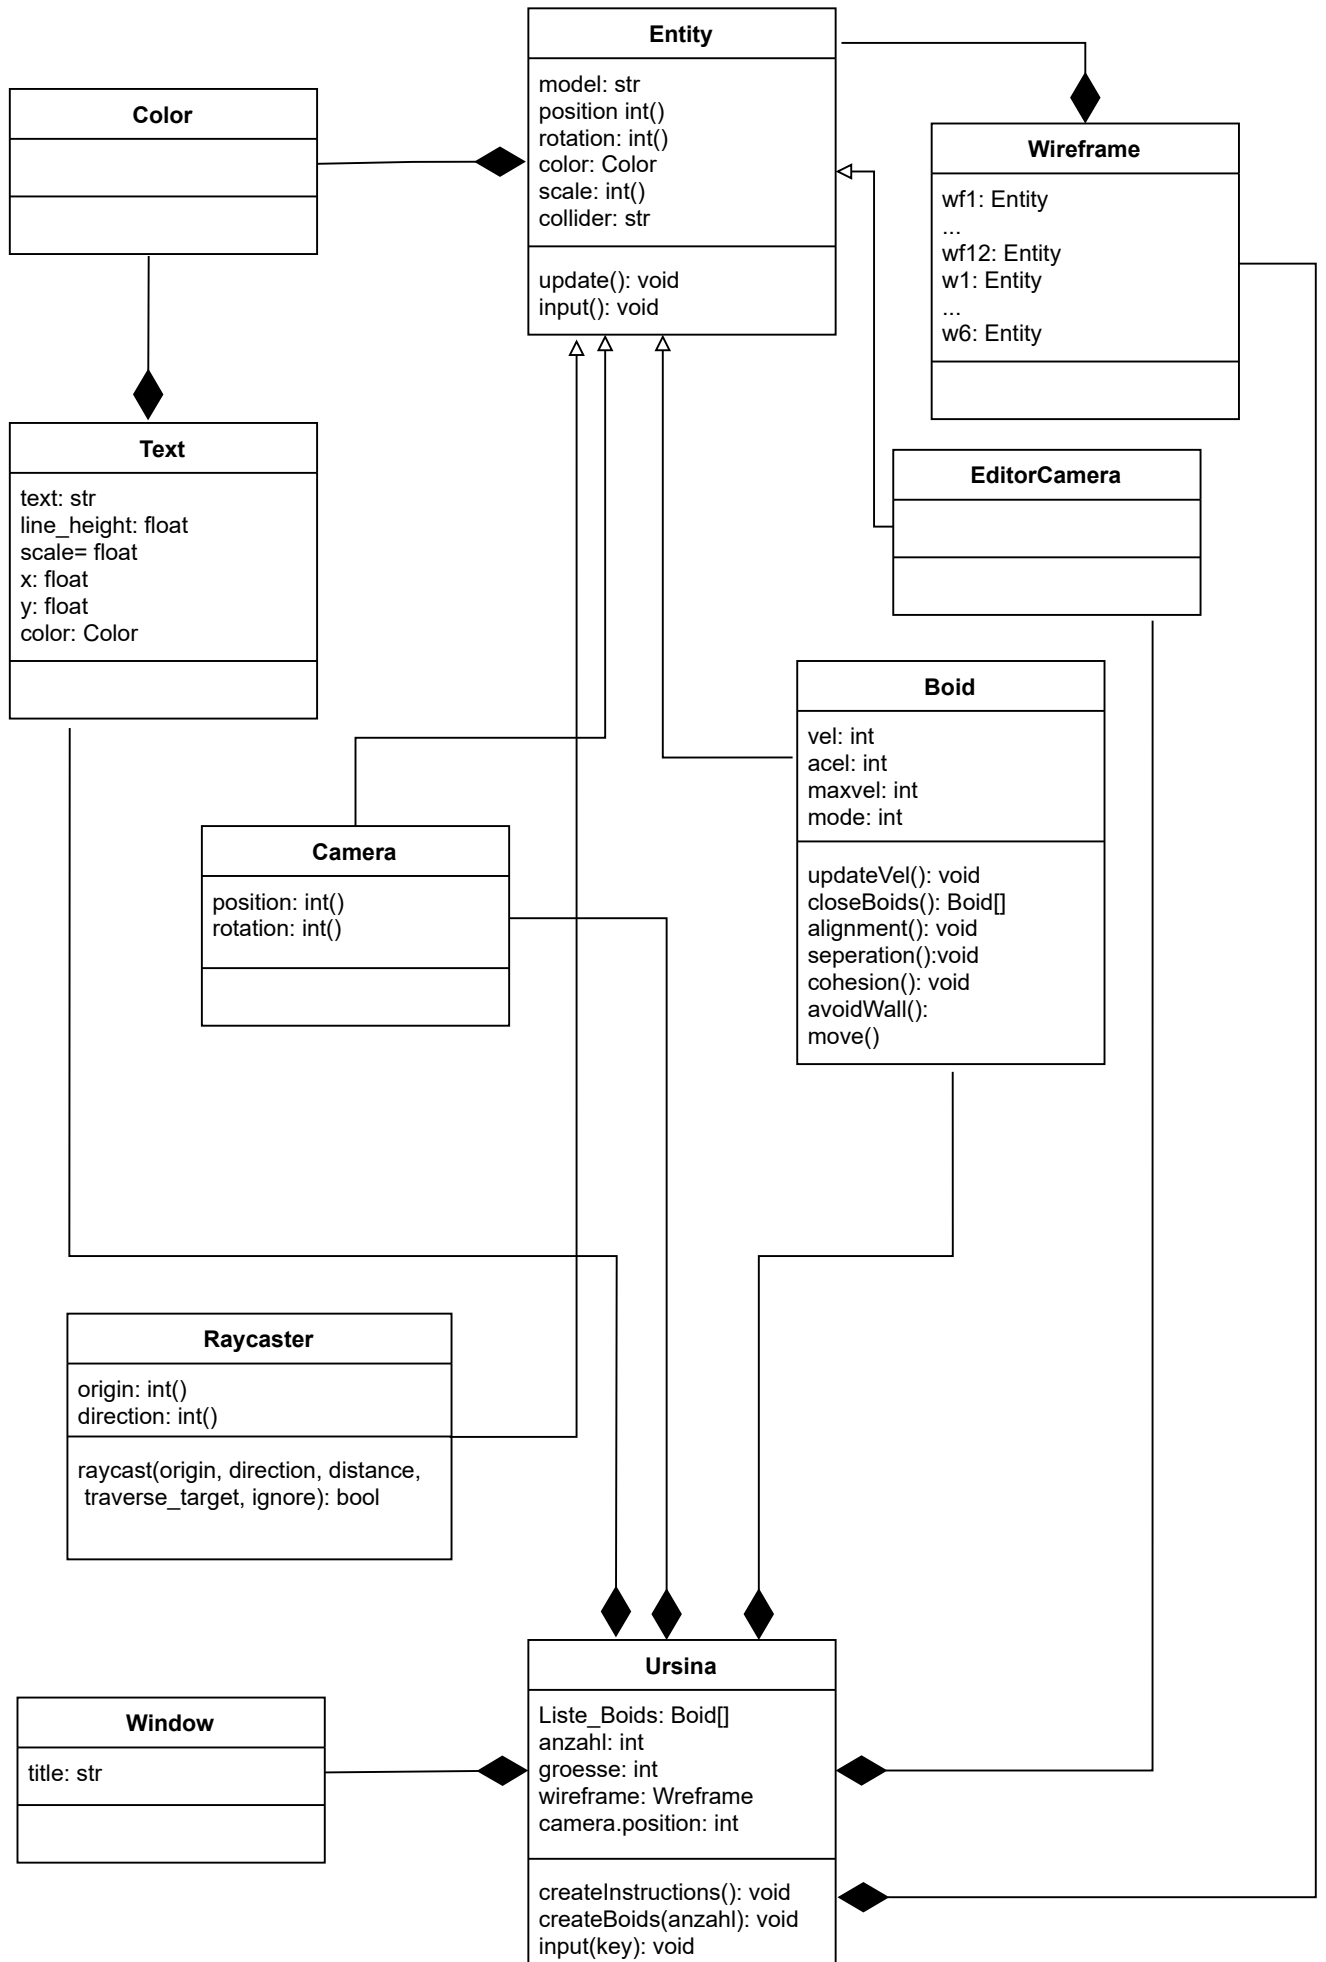 Entity
model: str
position int()
rotation: int()
color: Color
scale: int()
collider: str
update(): void
input(): void
Color
Wireframe
wf1: Entity
...
wf12: Entity
w1: Entity
...
w6: Entity
Text
text: str
line_height: float
scale= float
x: float
y: float
color: Color
EditorCamera
Boid
vel: int
acel: int
maxvel: int
mode: int
updateVel(): void
closeBoids(): Boid[]
alignment(): void
seperation():void
cohesion(): void
avoidWall():
move()
Camera
position: int()
rotation: int()
Raycaster
origin: int()
direction: int()
raycast(origin, direction, distance,
traverse_target, ignore): bool
Ursina
Liste_Boids: Boid[]
anzahl: int
groesse: int
wireframe: Wreframe
camera.position: int
createInstructions(): void
createBoids(anzahl): void
input(key): void
Window
title: str